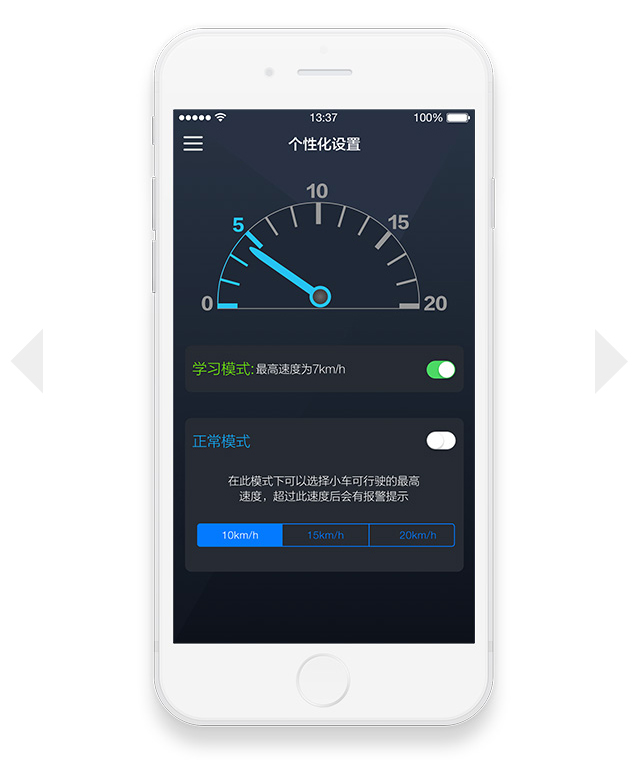 13:37
100%
个性化设置
10
5
15
0
20
学习模式:最高速度为7km/h
正常模式
在此模式下可以选择小车可行驶的最高
速度，超过此速度后会有报警提示
10km/h
15km/h
20km/h